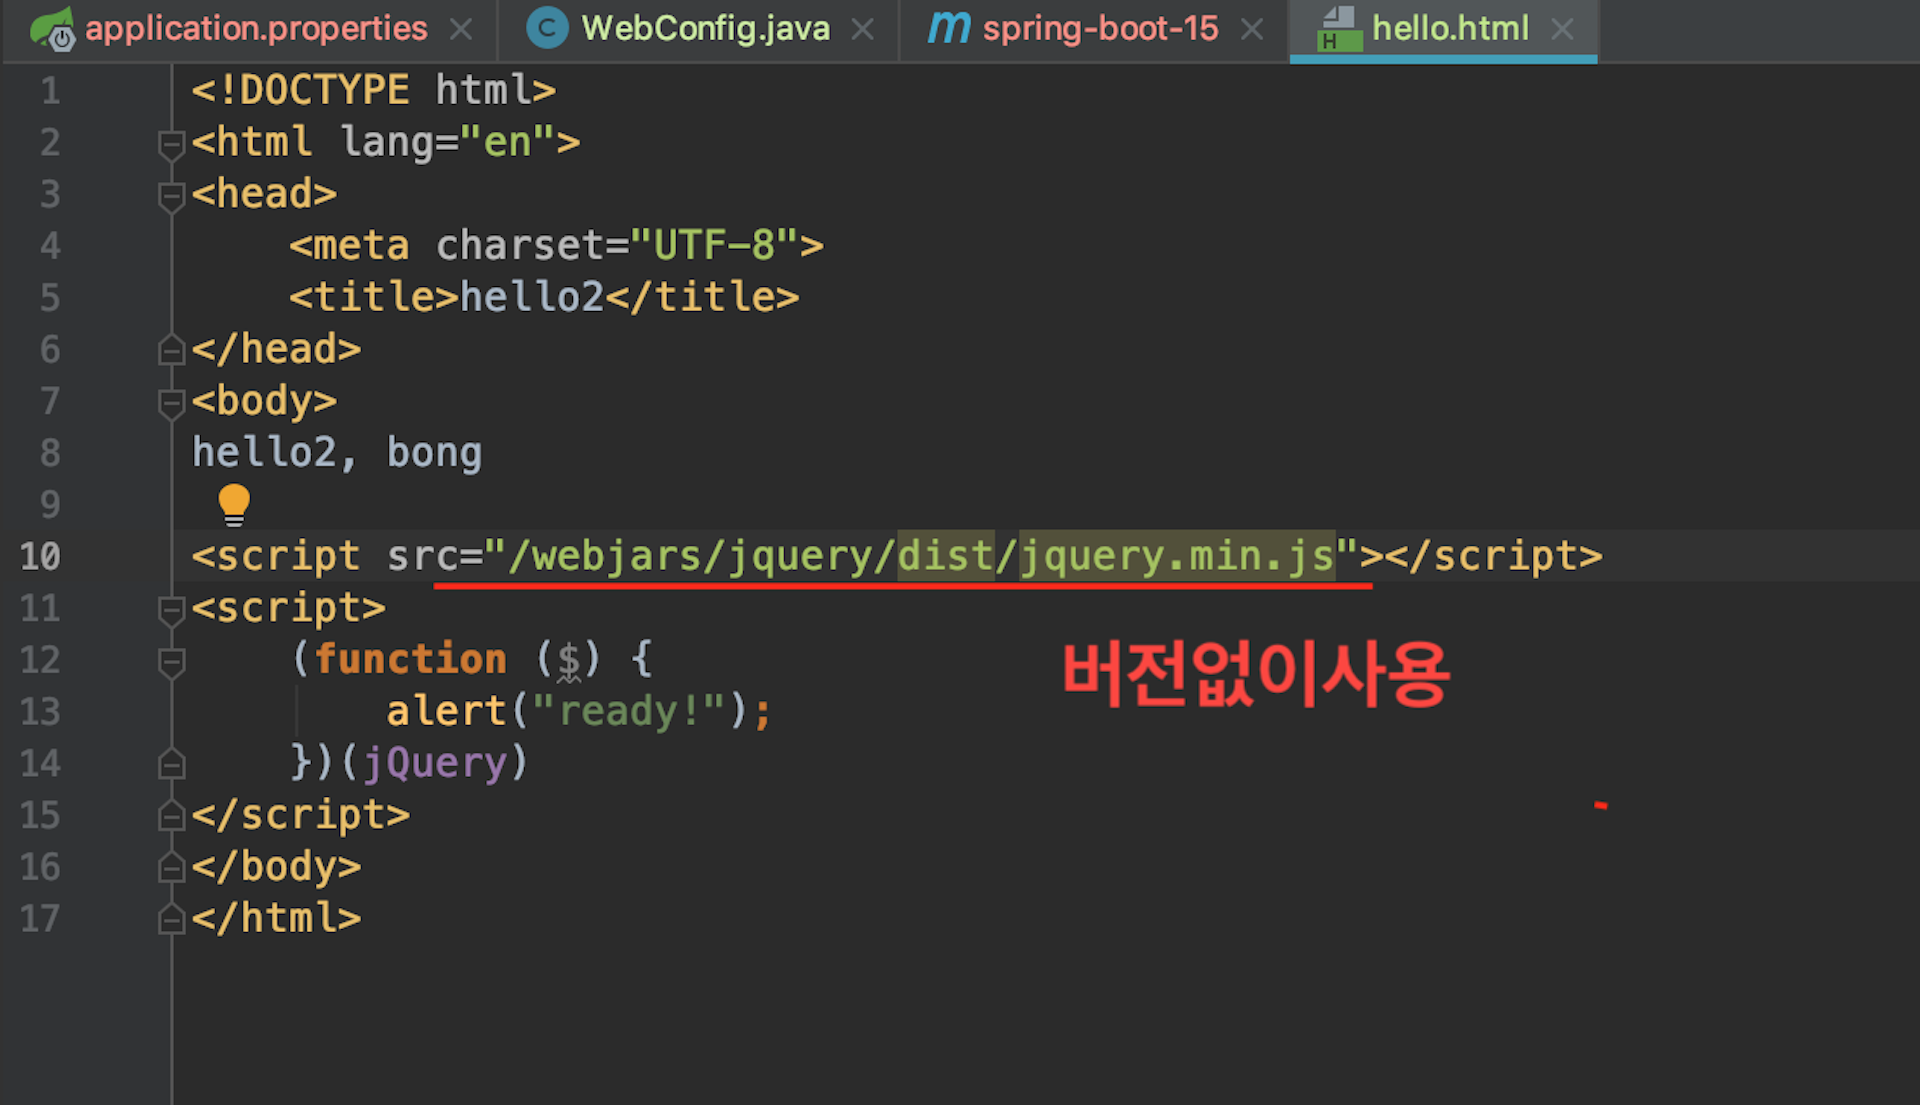 application.properties WebConfig.java spring-boot-15 hello.html
1 <!DOCTYPE html>
2 <html lang="en">
3 <head>
4     <meta charset="UTF-8">
5     <title>hello2</title>
6 </head>
7 <body>
8 hello2, bong
9
10 <script src="/webjars/jquery/dist/jquery.min.js"></script>
11 <script>
12     (function ($) {
버전없이사용
13         alert("ready!");
14     })(jQuery)
15 </script>
16 </body>
17 </html>